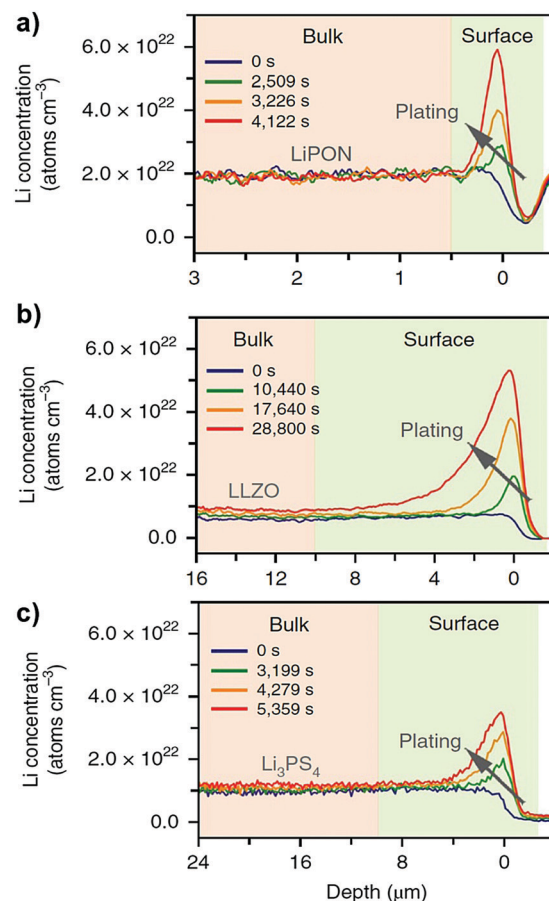 a)
Bulk
Surface
0 s
2,509 s
3,226 s
4,122 s
LiPON
Plating
6.0 × 10²²
4.0 × 10²²
2.0 × 10²²
0.0
Li concentration
(atoms cm⁻³)
3 2 1 0
b)
Bulk
Surface
0 s
10,440 s
17,640 s
28,800 s
LLZO
Plating
6.0 × 10²²
4.0 × 10²²
2.0 × 10²²
0.0
Li concentration
(atoms cm⁻³)
16 12 8 4 0
c)
Bulk
Surface
0 s
3,199 s
4,279 s
5,359 s
Li₃PS₄
Plating
6.0 × 10²²
4.0 × 10²²
2.0 × 10²²
0.0
Li concentration
(atoms cm⁻³)
24 16 8 0
Depth (μm)